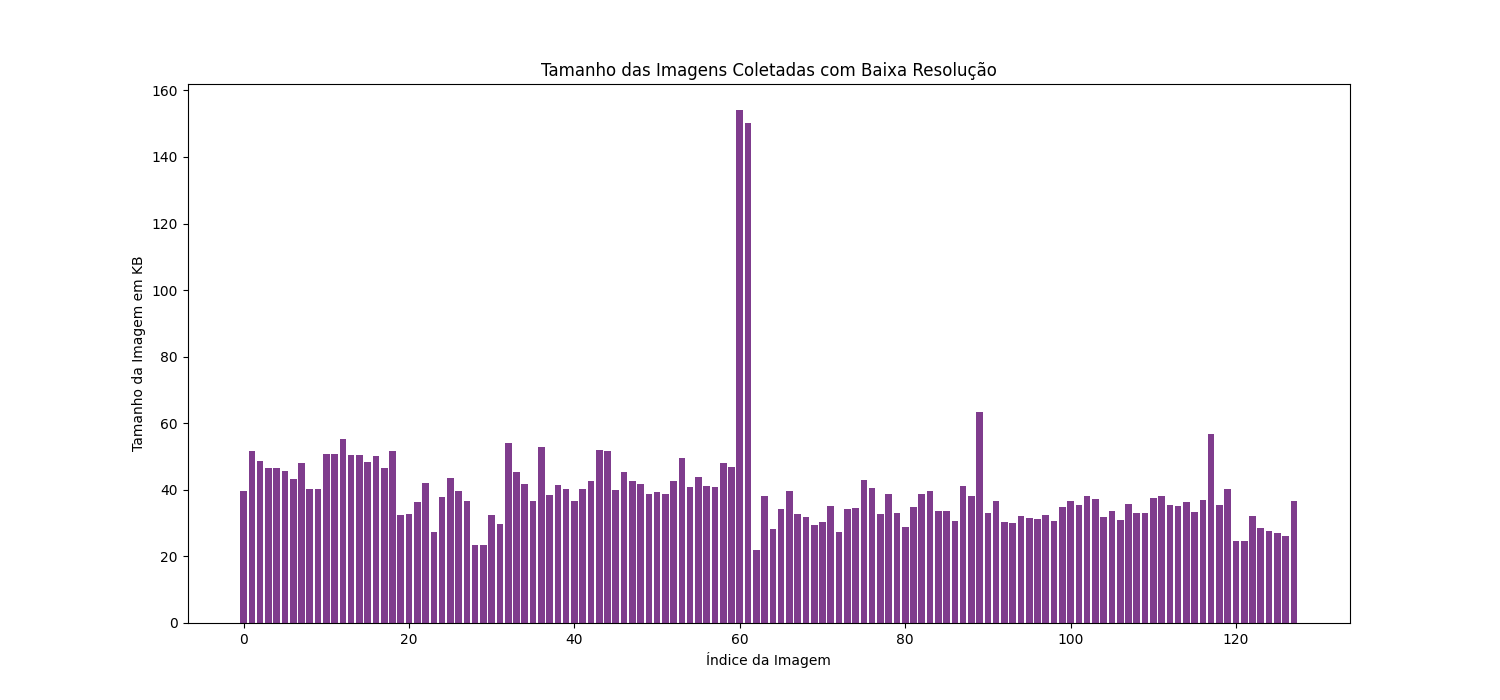 Tamanho das Imagens Coletadas com Baixa Resolução
160
140
120
100
80
60
40
20
0
Tamanho da Imagem em KB
0 20 40 60 80 100 120
Índice da Imagem